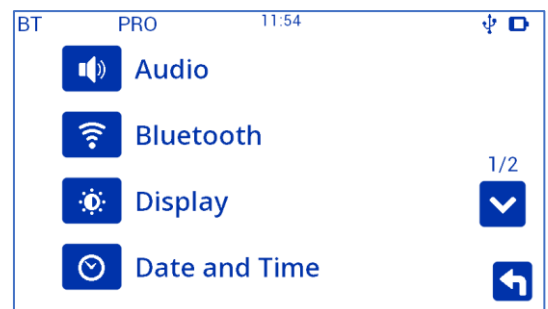 BT PRO 11:54
Audio
Bluetooth
1/2
Display
Date and Time